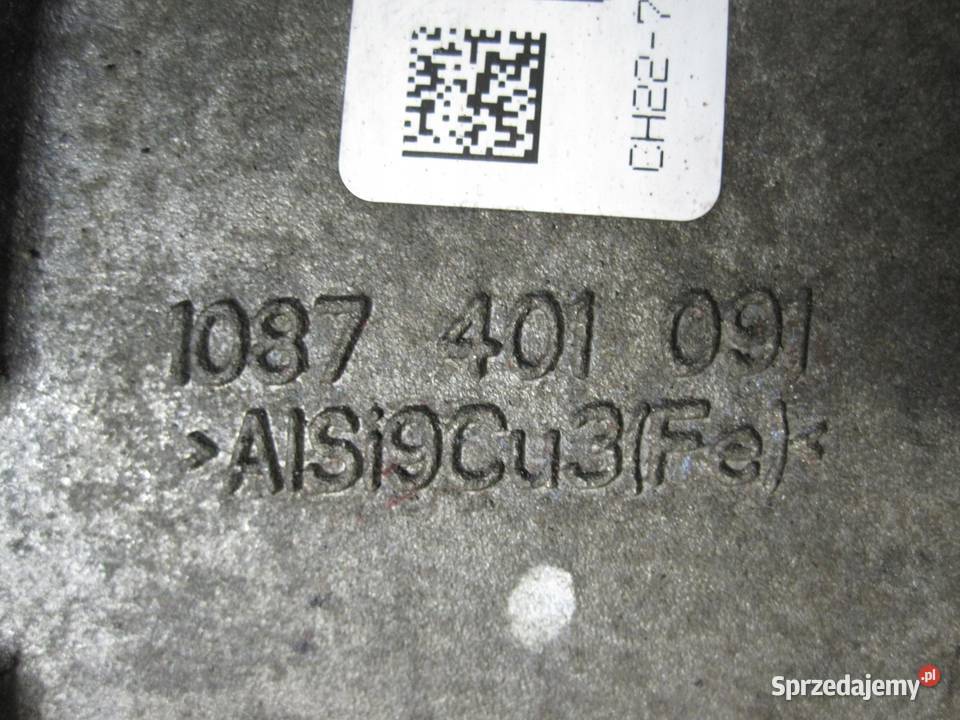 CH22-7
1087 401 091
>AlSi9Cu3(Fe)<
Sprzedajemy.pl